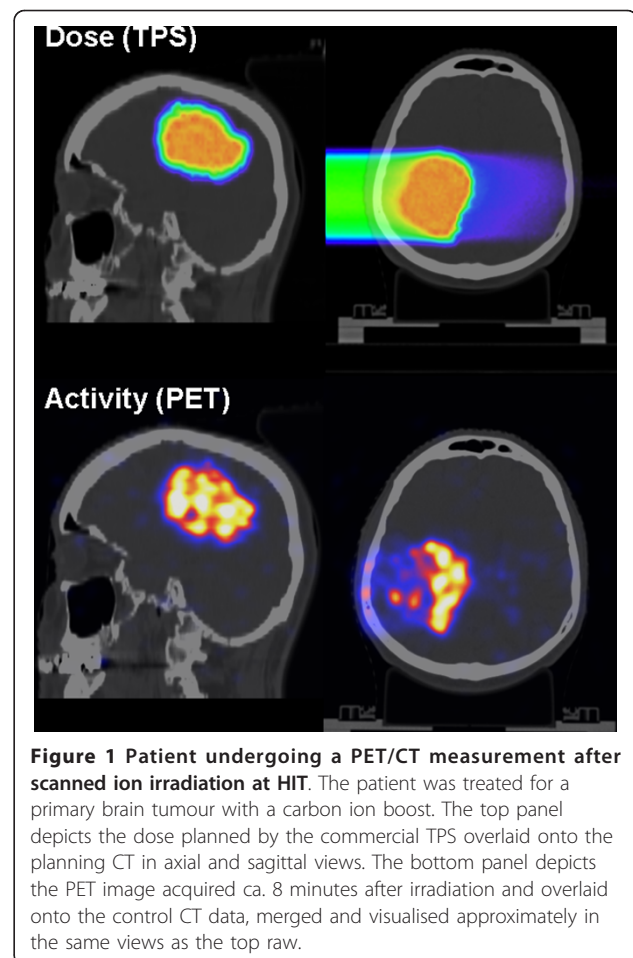 Dose (TPS)
Activity (PET)
Figure 1 Patient undergoing a PET/CT measurement after
scanned ion irradiation at HIT. The patient was treated for a
primary brain tumour with a carbon ion boost. The top panel
depicts the dose planned by the commercial TPS overlaid onto the
planning CT in axial and sagittal views. The bottom panel depicts
the PET image acquired ca. 8 minutes after irradiation and overlaid
onto the control CT data, merged and visualised approximately in
the same views as the top raw.